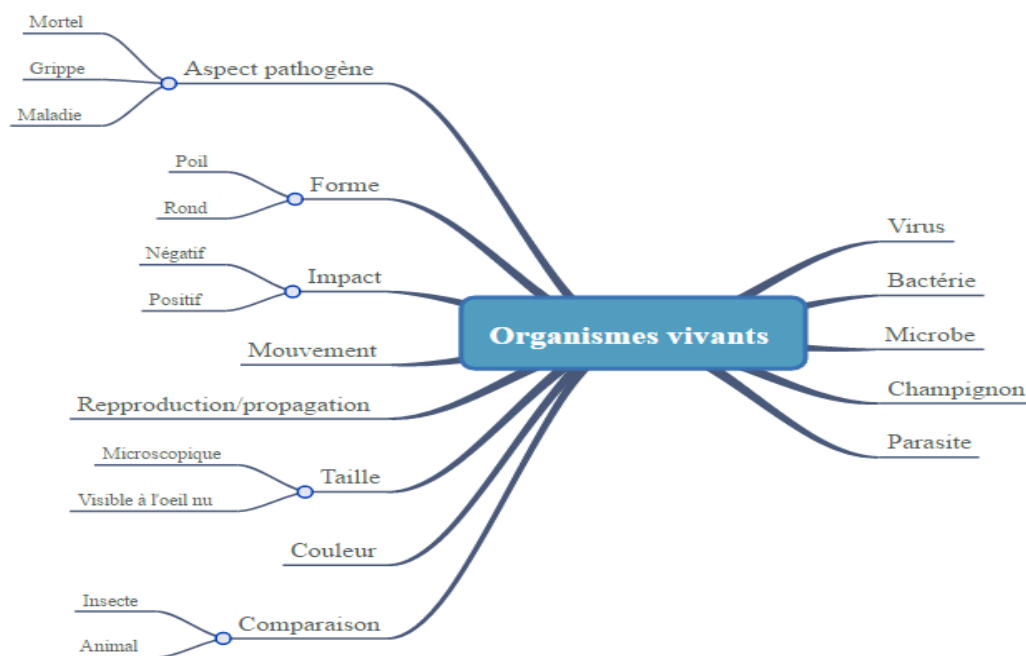 Mortel
Grippe
Maladie
Aspect pathogène
Poil
Rond
Forme
Négatif
Positif
Impact
Mouvement
Repproduction/propagation
Microscopique
Visible à l'oeil nu
Taille
Couleur
Insecte
Animal
Comparaison
Organismes vivants
Virus
Bactérie
Microbe
Champignon
Parasite